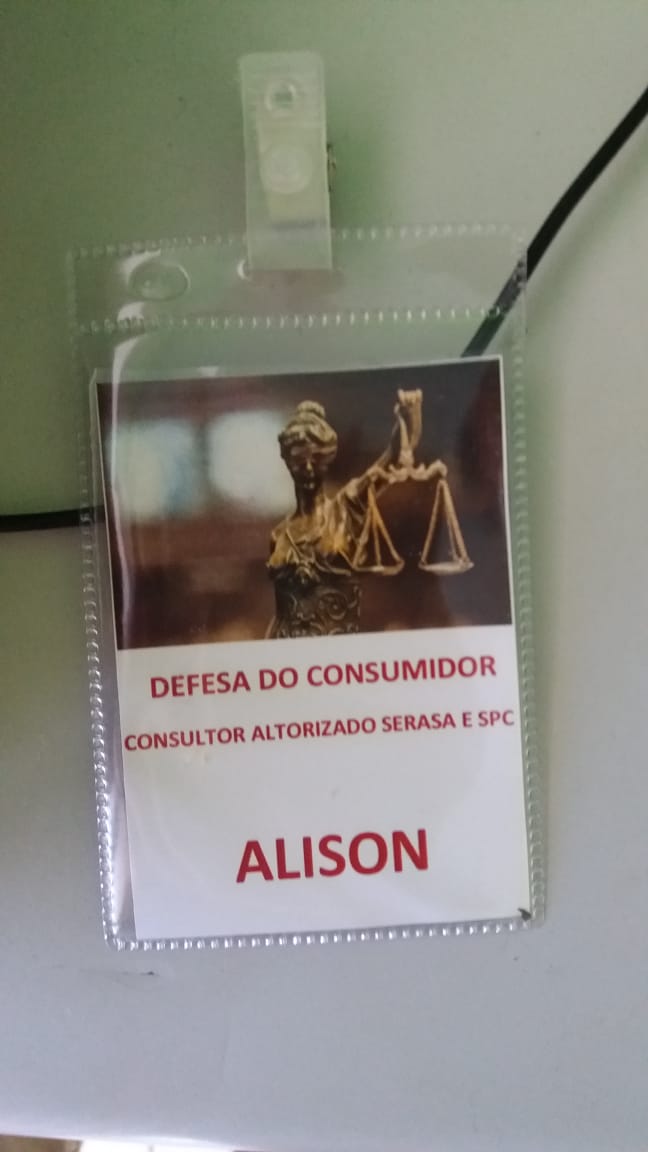 DEFESA DO CONSUMIDOR
CONSULTOR ALTORIZADO SERASA E SPC
ALISON